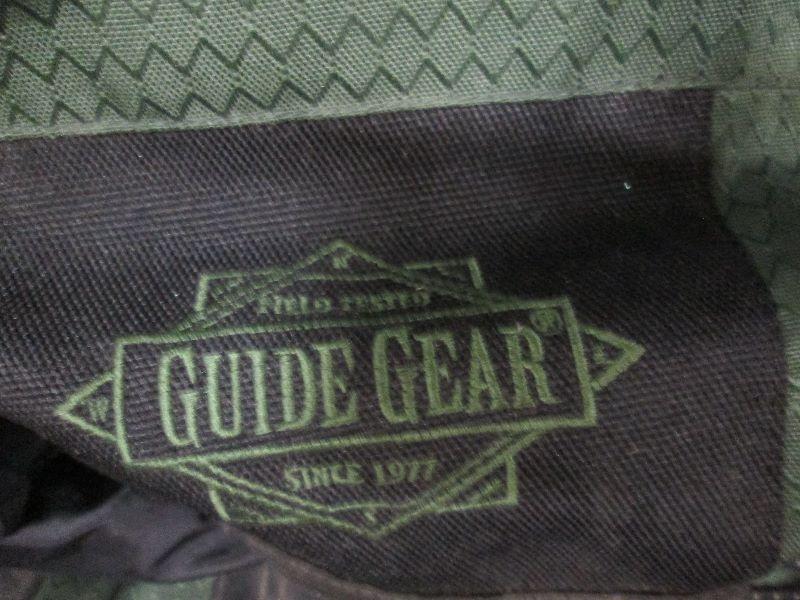 N
FIELD TESTED
GUIDE GEAR®
W E
SINCE 1977
S